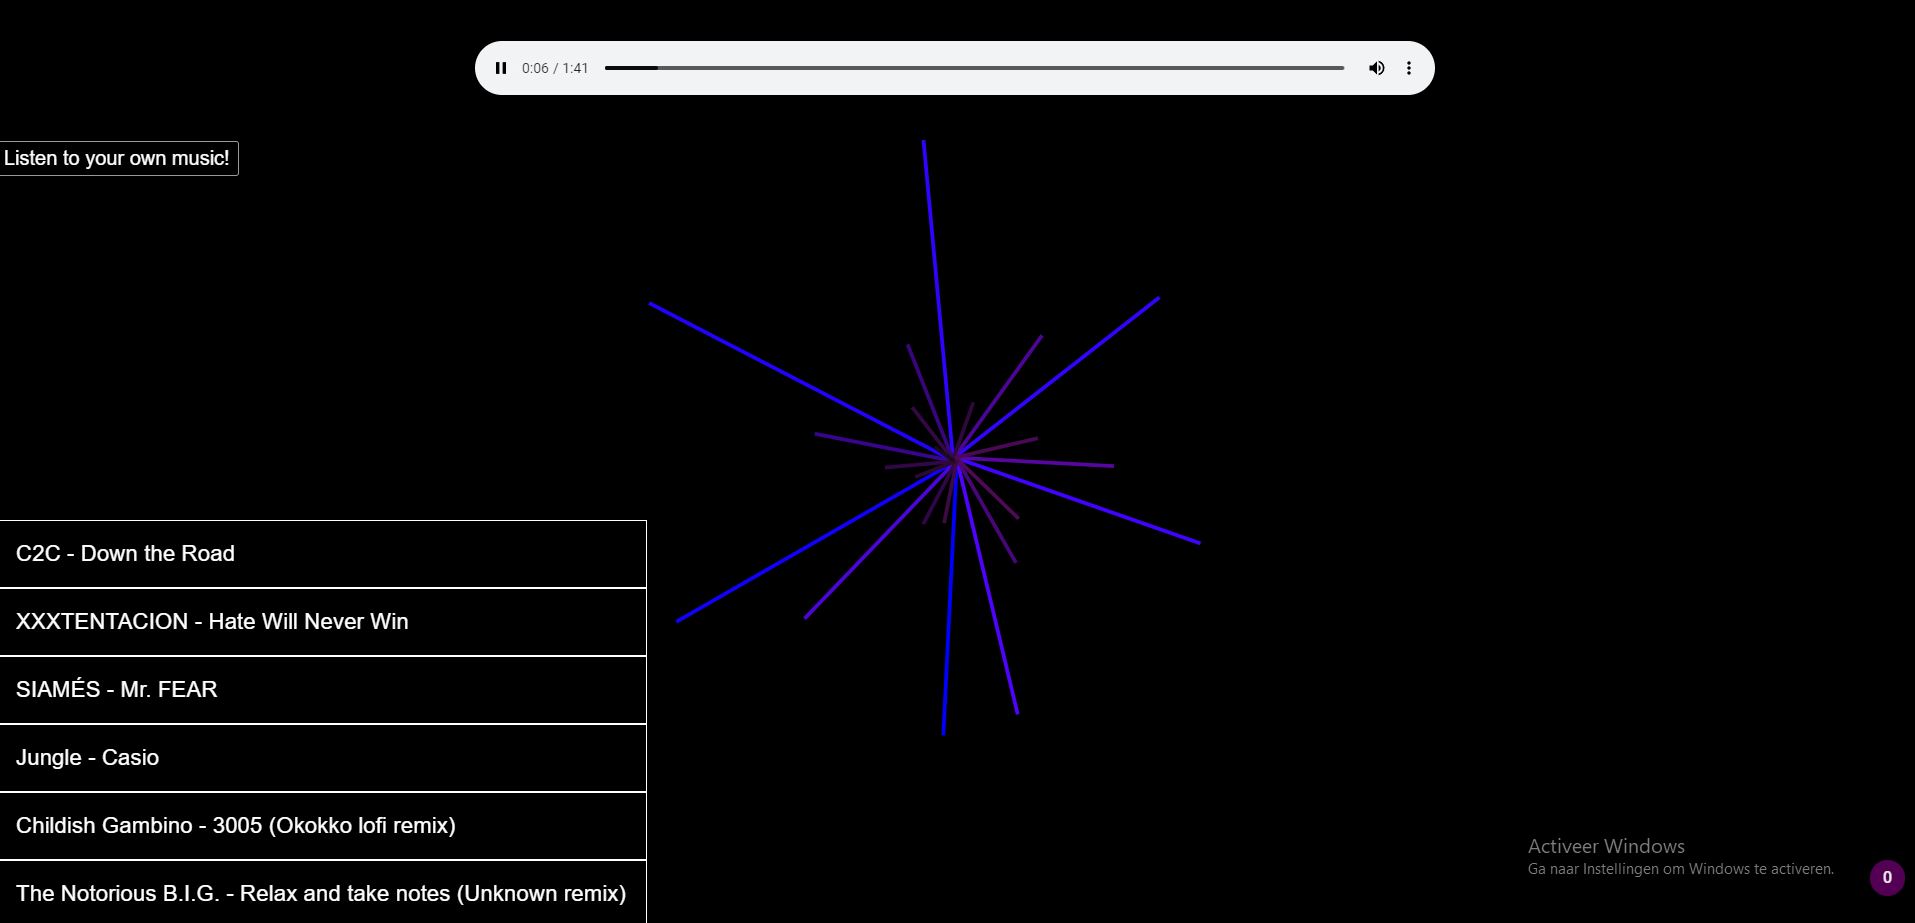 0:06 / 1:41
Listen to your own music!
C2C - Down the Road
XXXTENTACION - Hate Will Never Win
SIAMÉS - Mr. FEAR
Jungle - Casio
Childish Gambino - 3005 (Okokko lofi remix)
The Notorious B.I.G. - Relax and take notes (Unknown remix)
Activeer Windows
Ga naar Instellingen om Windows te activeren.
0